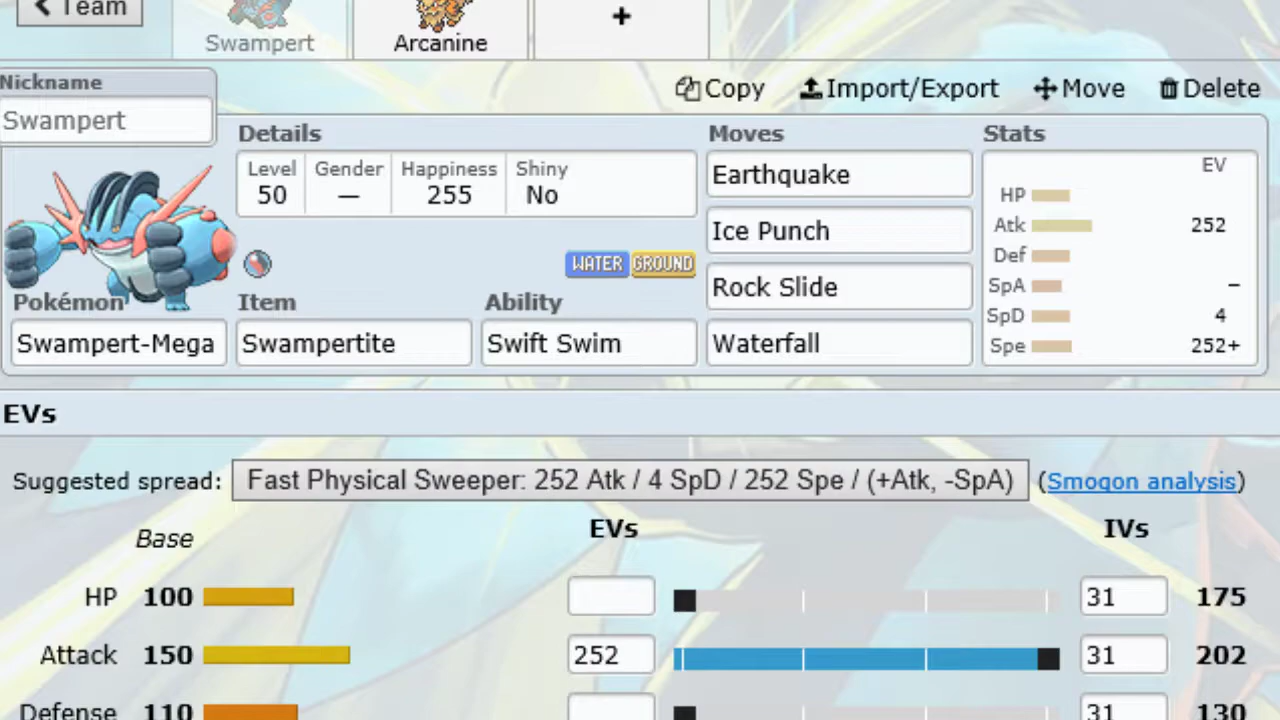 Team
Swampert
Arcanine
+
Nickname
Swampert
Copy
Import/Export
Move
Delete
Details
Moves
Stats
Level
Gender
Happiness
Shiny
50
—
255
No
Earthquake
Ice Punch
Rock Slide
Waterfall
EV
HP
Atk 252
Def
SpA –
SpD 4
Spe 252+
WATER GROUND
Pokémon
Item
Ability
Swampert-Mega
Swampertite
Swift Swim
EVs
Suggested spread: Fast Physical Sweeper: 252 Atk / 4 SpD / 252 Spe / (+Atk, -SpA) (Smogon analysis)
Base EVs IVs
HP 100 31 175
Attack 150 252 31 202
Defense 110 31 130